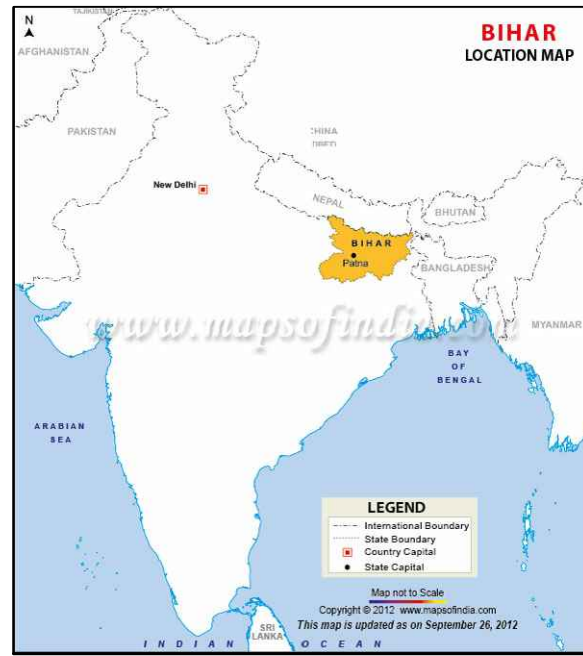 N
TAJIKISTAN
AFGHANISTAN
BIHAR
LOCATION MAP
PAKISTAN
CHINA
New Delhi
NEPAL
BHUTAN
BIHAR
Patna
BANGLADESH
www.mapsofindia.com
MYANMAR
BAY
OF
BENGAL
ARABIAN
SEA
LEGEND
International Boundary
State Boundary
Country Capital
State Capital
Map not to Scale
Copyright © 2012 www.mapsofindia.com
This map is updated as on September 26, 2012
SRI
LANKA
INDIAN OCEAN